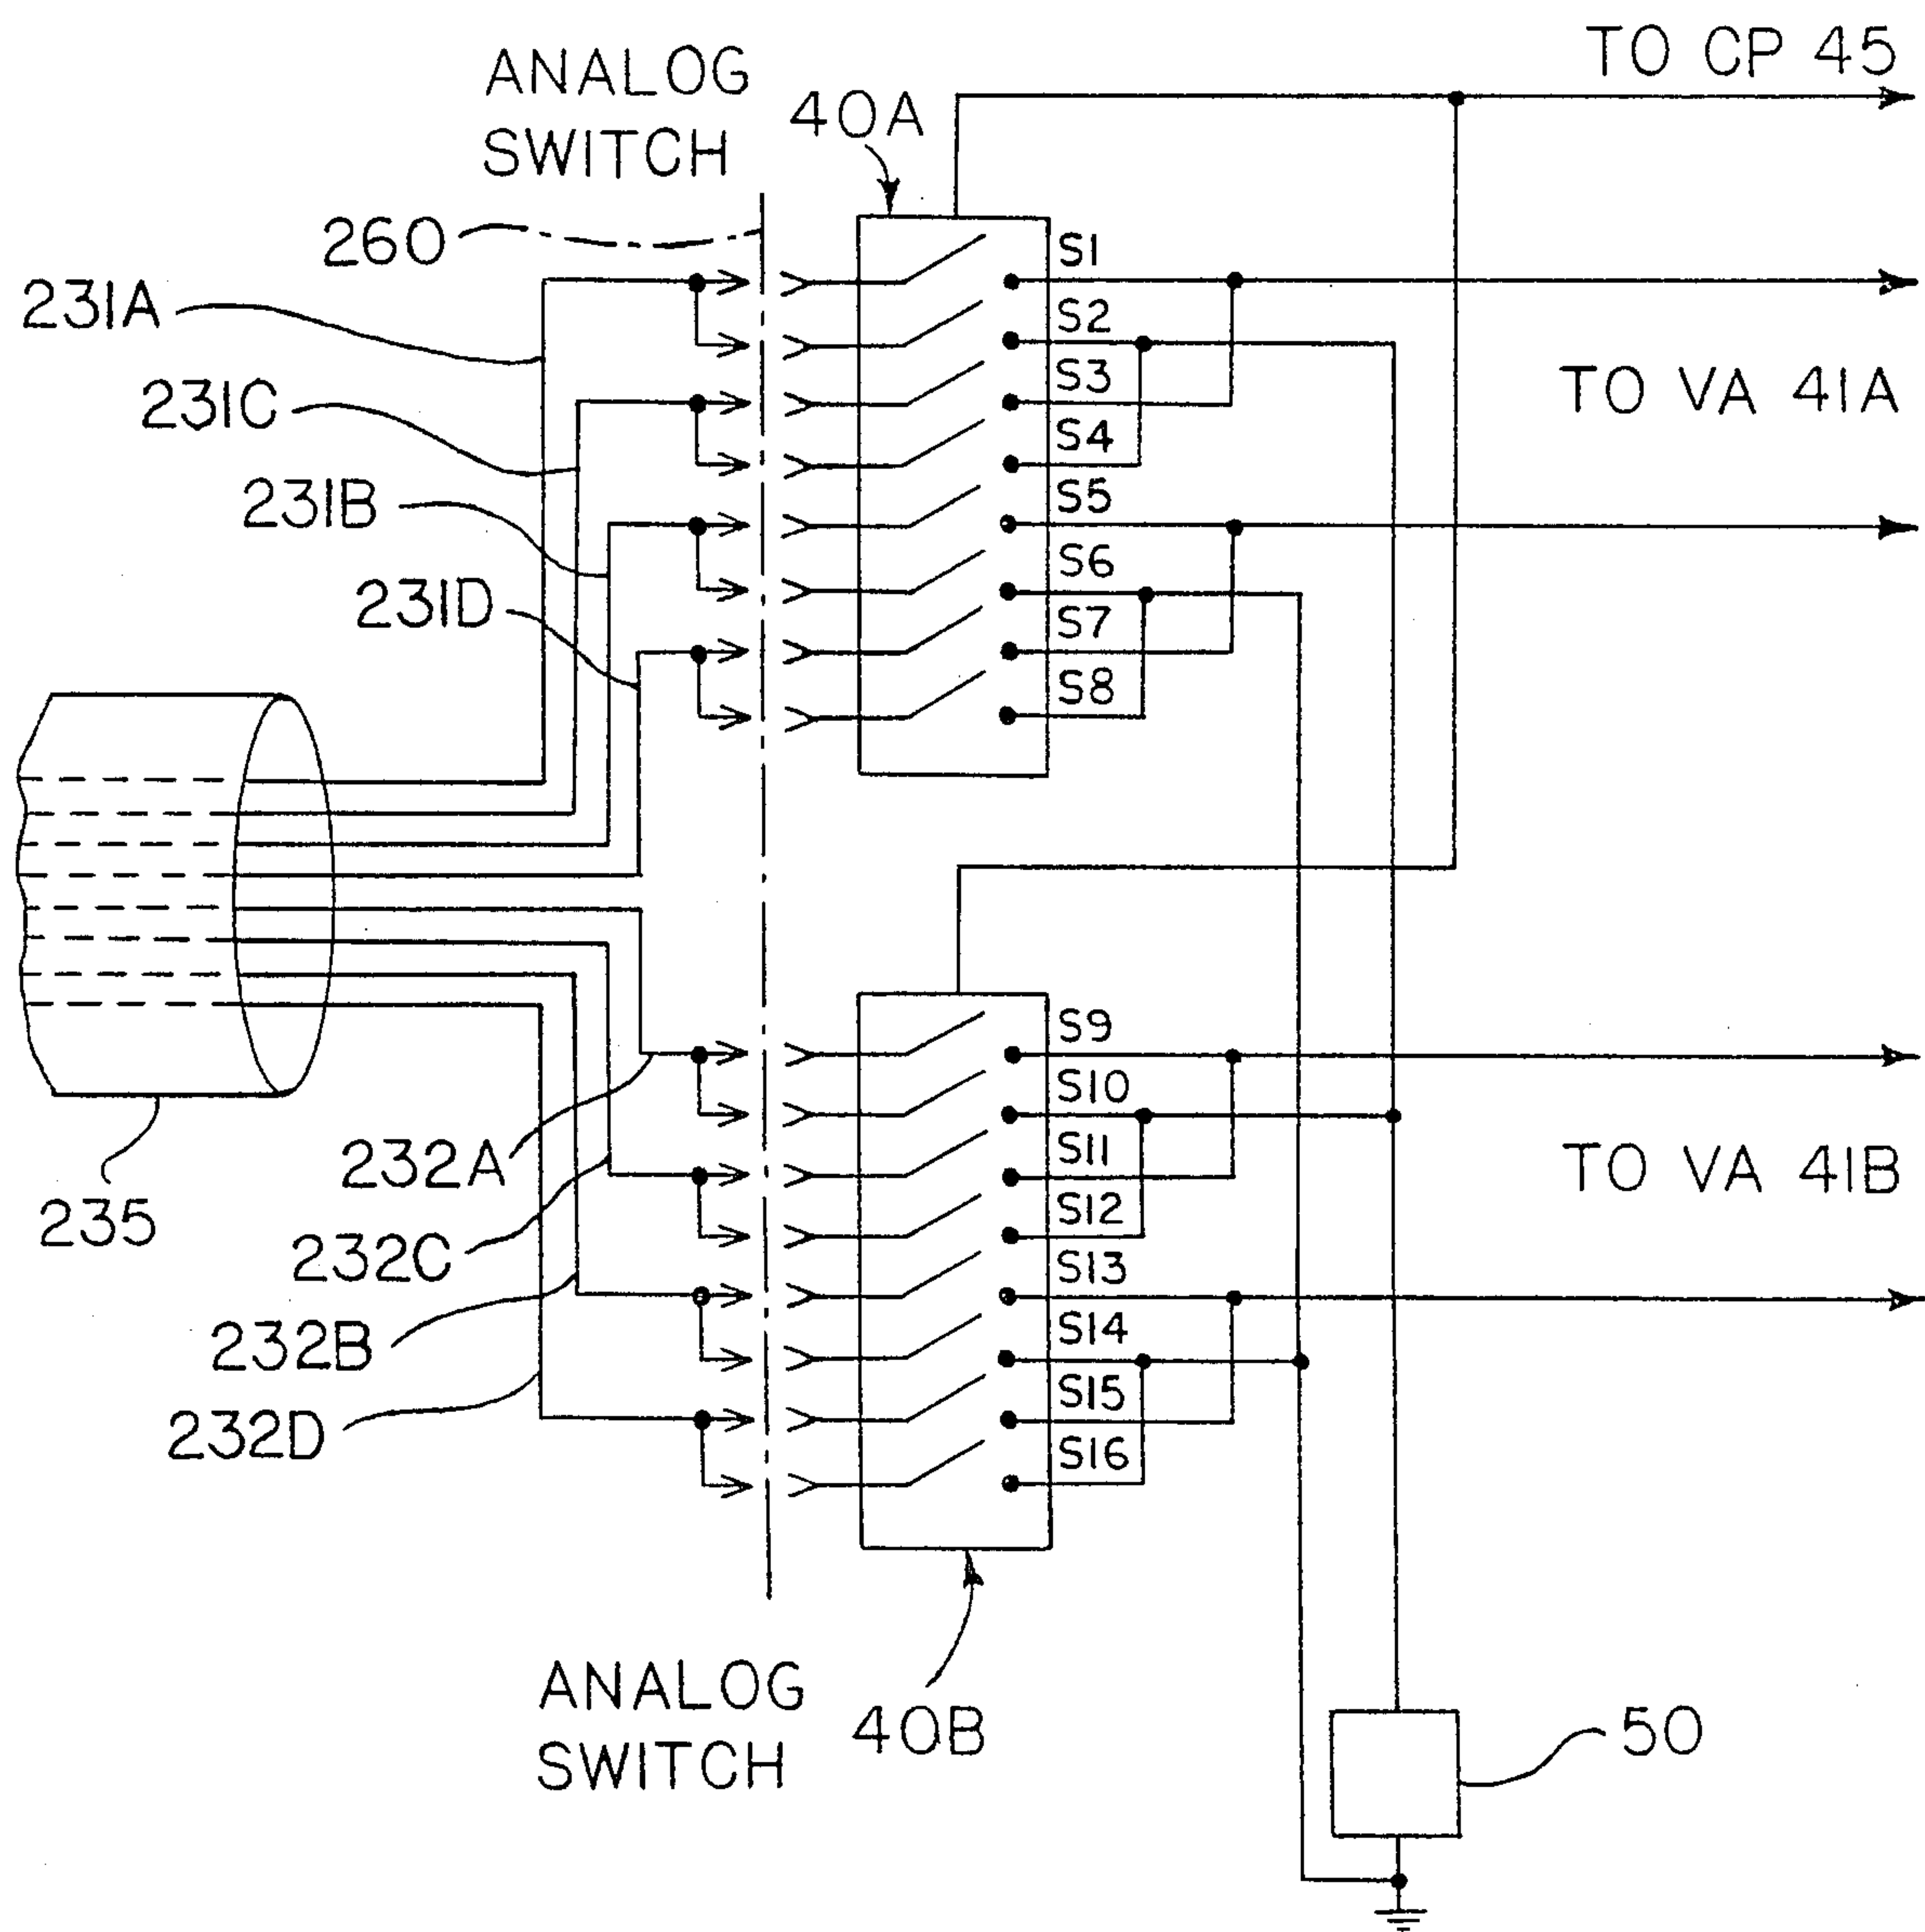 TO CP 45
ANALOG
SWITCH
40A
260
231A
231C
231B
231D
S1
S2
S3
S4
S5
S6
S7
S8
TO VA 41A
235
232A
232C
232B
232D
S9
S10
S11
S12
S13
S14
S15
S16
TO VA 41B
ANALOG
SWITCH
40B
50